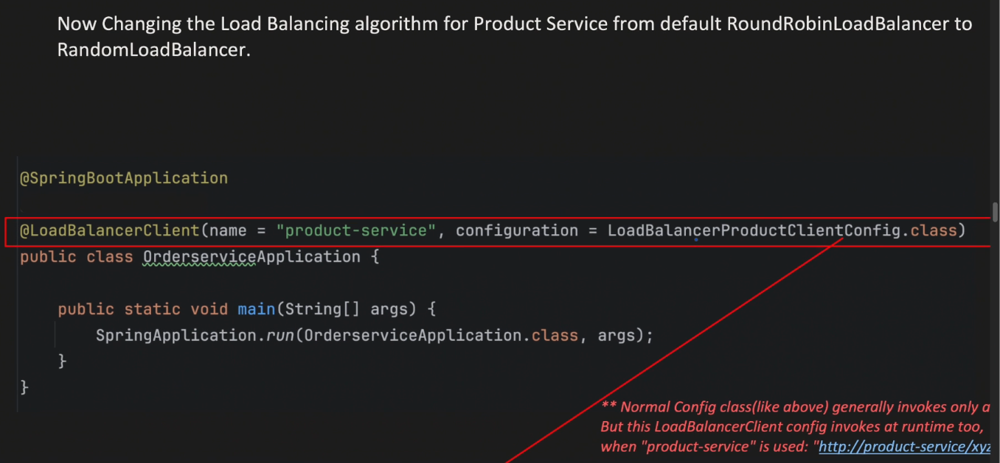 Now Changing the Load Balancing algorithm for Product Service from default RoundRobinLoadBalancer to
RandomLoadBalancer.
@SpringBootApplication
@LoadBalancerClient(name = "product-service", configuration = LoadBalancerProductClientConfig.class)
public class OrderserviceApplication {
public static void main(String[] args) {
SpringApplication.run(OrderserviceApplication.class, args);
}
}
** Normal Config class(like above) generally invokes only a
But this LoadBalancerClient config invokes at runtime too,
when "product-service" is used: "http://product-service/xyz